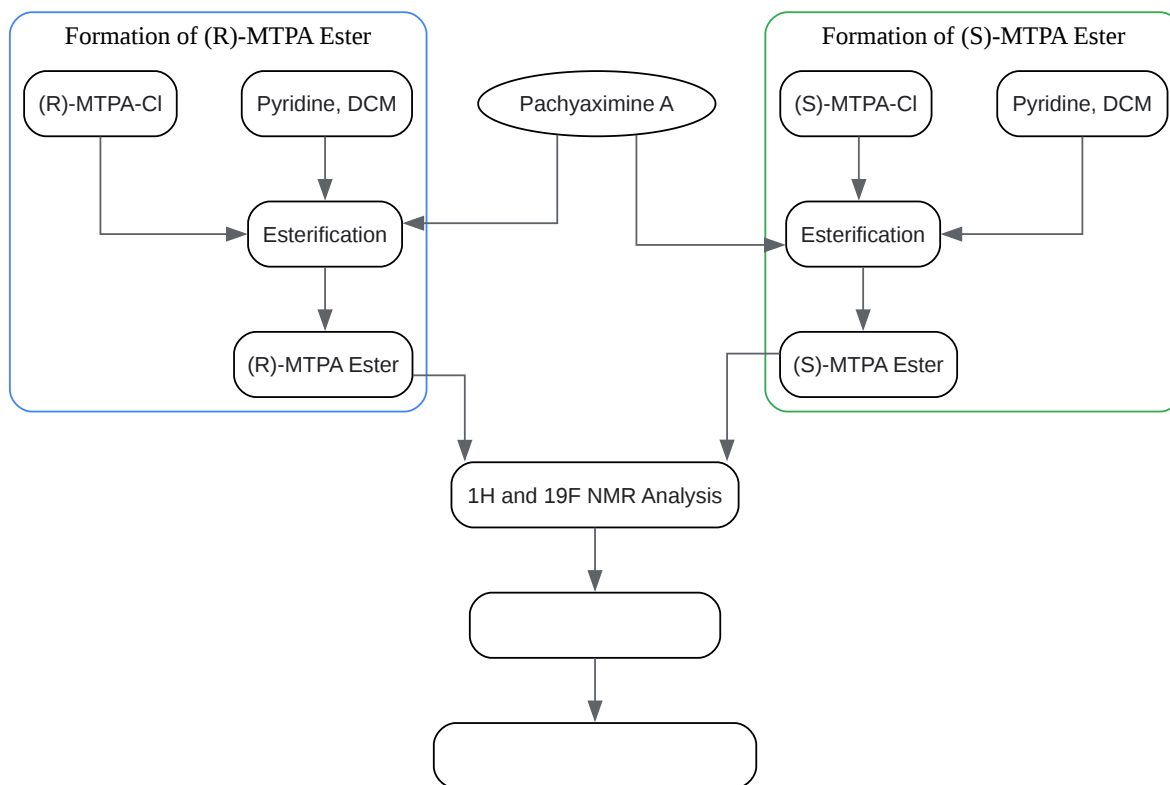 Formation of (R)-MTPA Ester
Formation of (S)-MTPA Ester
(R)-MTPA-Cl
Pyridine, DCM
Pachyaximine A
(S)-MTPA-Cl
Pyridine, DCM
Esterification
Esterification
(R)-MTPA Ester
(S)-MTPA Ester
1H and 19F NMR Analysis